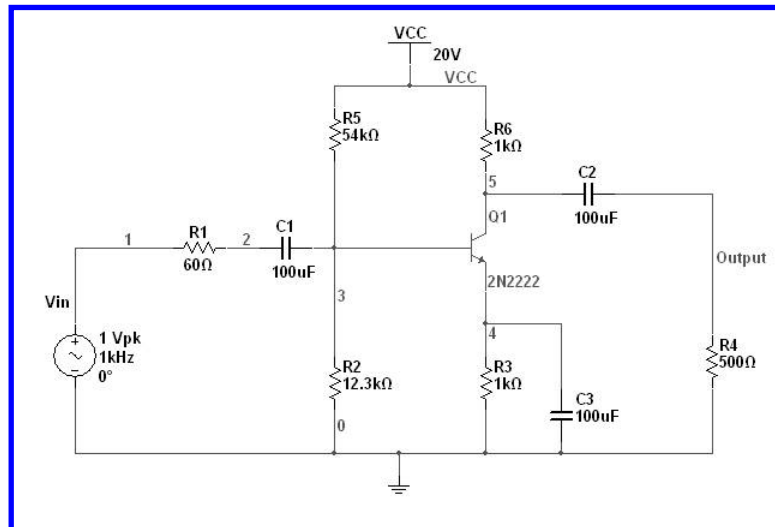 VCC
20V
VCC
R5
54kΩ
R6
1kΩ
5
C2
100uF
Q1
1
R1
60Ω
2
C1
100uF
3
2N2222
4
Output
Vin
1 Vpk
1kHz
0°
R2
12.3kΩ
0
R3
1kΩ
C3
100uF
R4
500Ω